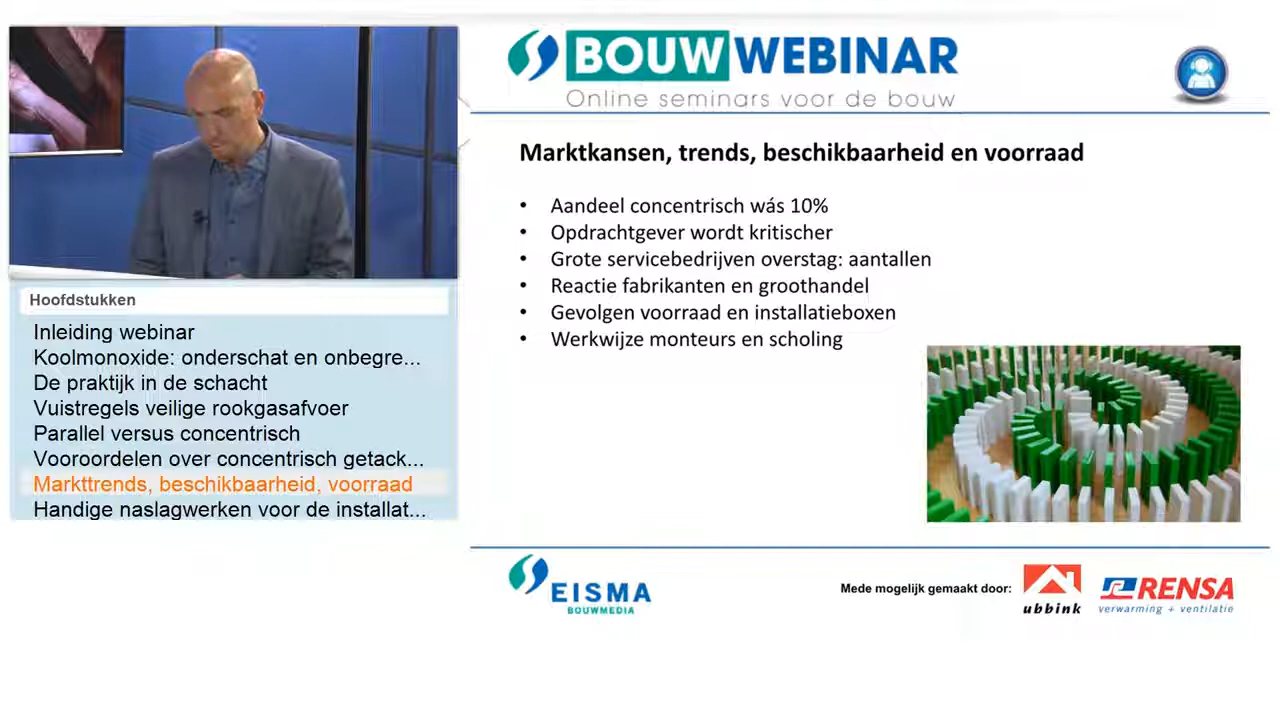 BOUWWEBINAR
Online seminars voor de bouw
Marktkansen, trends, beschikbaarheid en voorraad
• Aandeel concentrisch wás 10%
• Opdrachtgever wordt kritischer
• Grote servicebedrijven overstag: aantallen
• Reactie fabrikanten en groothandel
• Gevolgen voorraad en installatieboxen
• Werkwijze monteurs en scholing
Hoofdstukken
Inleiding webinar
Koolmonoxide: onderschat en onbegre...
De praktijk in de schacht
Vuistregels veilige rookgasafvoer
Parallel versus concentrisch
Vooroordelen over concentrisch getack...
Markttrends, beschikbaarheid, voorraad
Handige naslagwerken voor de installat...
EISMA
BOUWMEDIA
Mede mogelijk gemaakt door:
ubbink
RENSA
verwarming + ventilatie